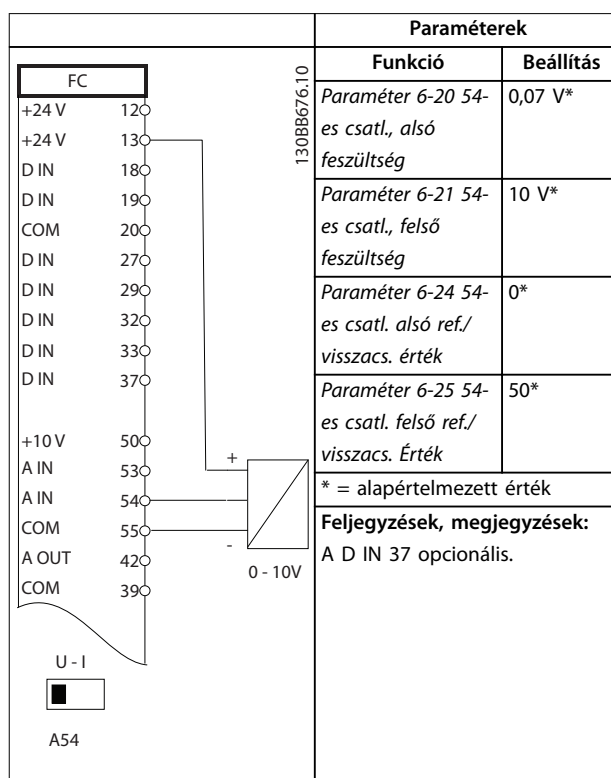 FC
+24 V 12
+24 V 13
D IN 18
D IN 19
COM 20
D IN 27
D IN 29
D IN 32
D IN 33
D IN 37
+10 V 50
A IN 53
A IN 54
COM 55
A OUT 42
COM 39
+
-
0 - 10V
U - I
A54
130BB676.10
Paraméterek
Funkció Beállítás
Paraméter 6-20 54- 0,07 V*
es csatl., alsó
feszültség
Paraméter 6-21 54- 10 V*
es csatl., felső
feszültség
Paraméter 6-24 54- 0*
es csatl. alsó ref./
visszacs. érték
Paraméter 6-25 54- 50*
es csatl. felső ref./
visszacs. Érték
* = alapértelmezett érték
Feljegyzések, megjegyzések:
A D IN 37 opcionális.